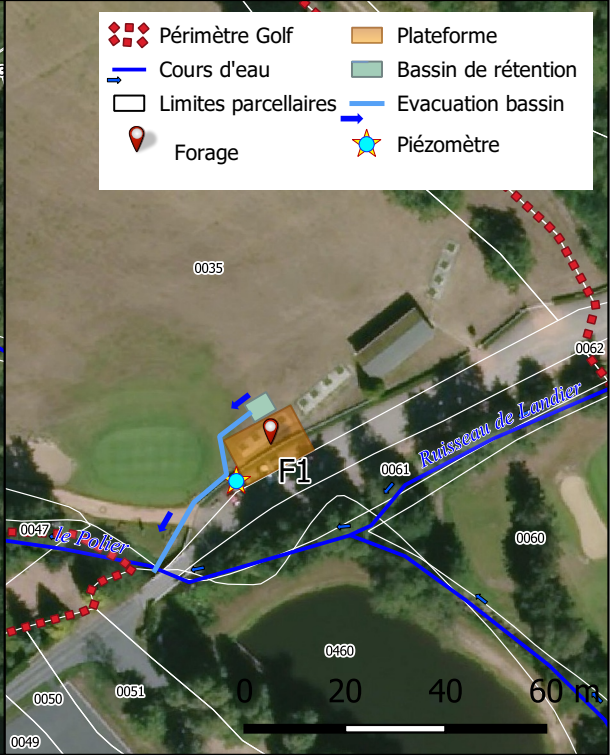 Périmètre Golf
Plateforme
Cours d'eau
Bassin de rétention
Limites parcellaires
Evacuation bassin
Forage
Piézomètre
0035
0062
Ruisseau de Landier
F1
0061
0047
le Polier
0060
0460
0050
0051
0049
0 20 40 60 m